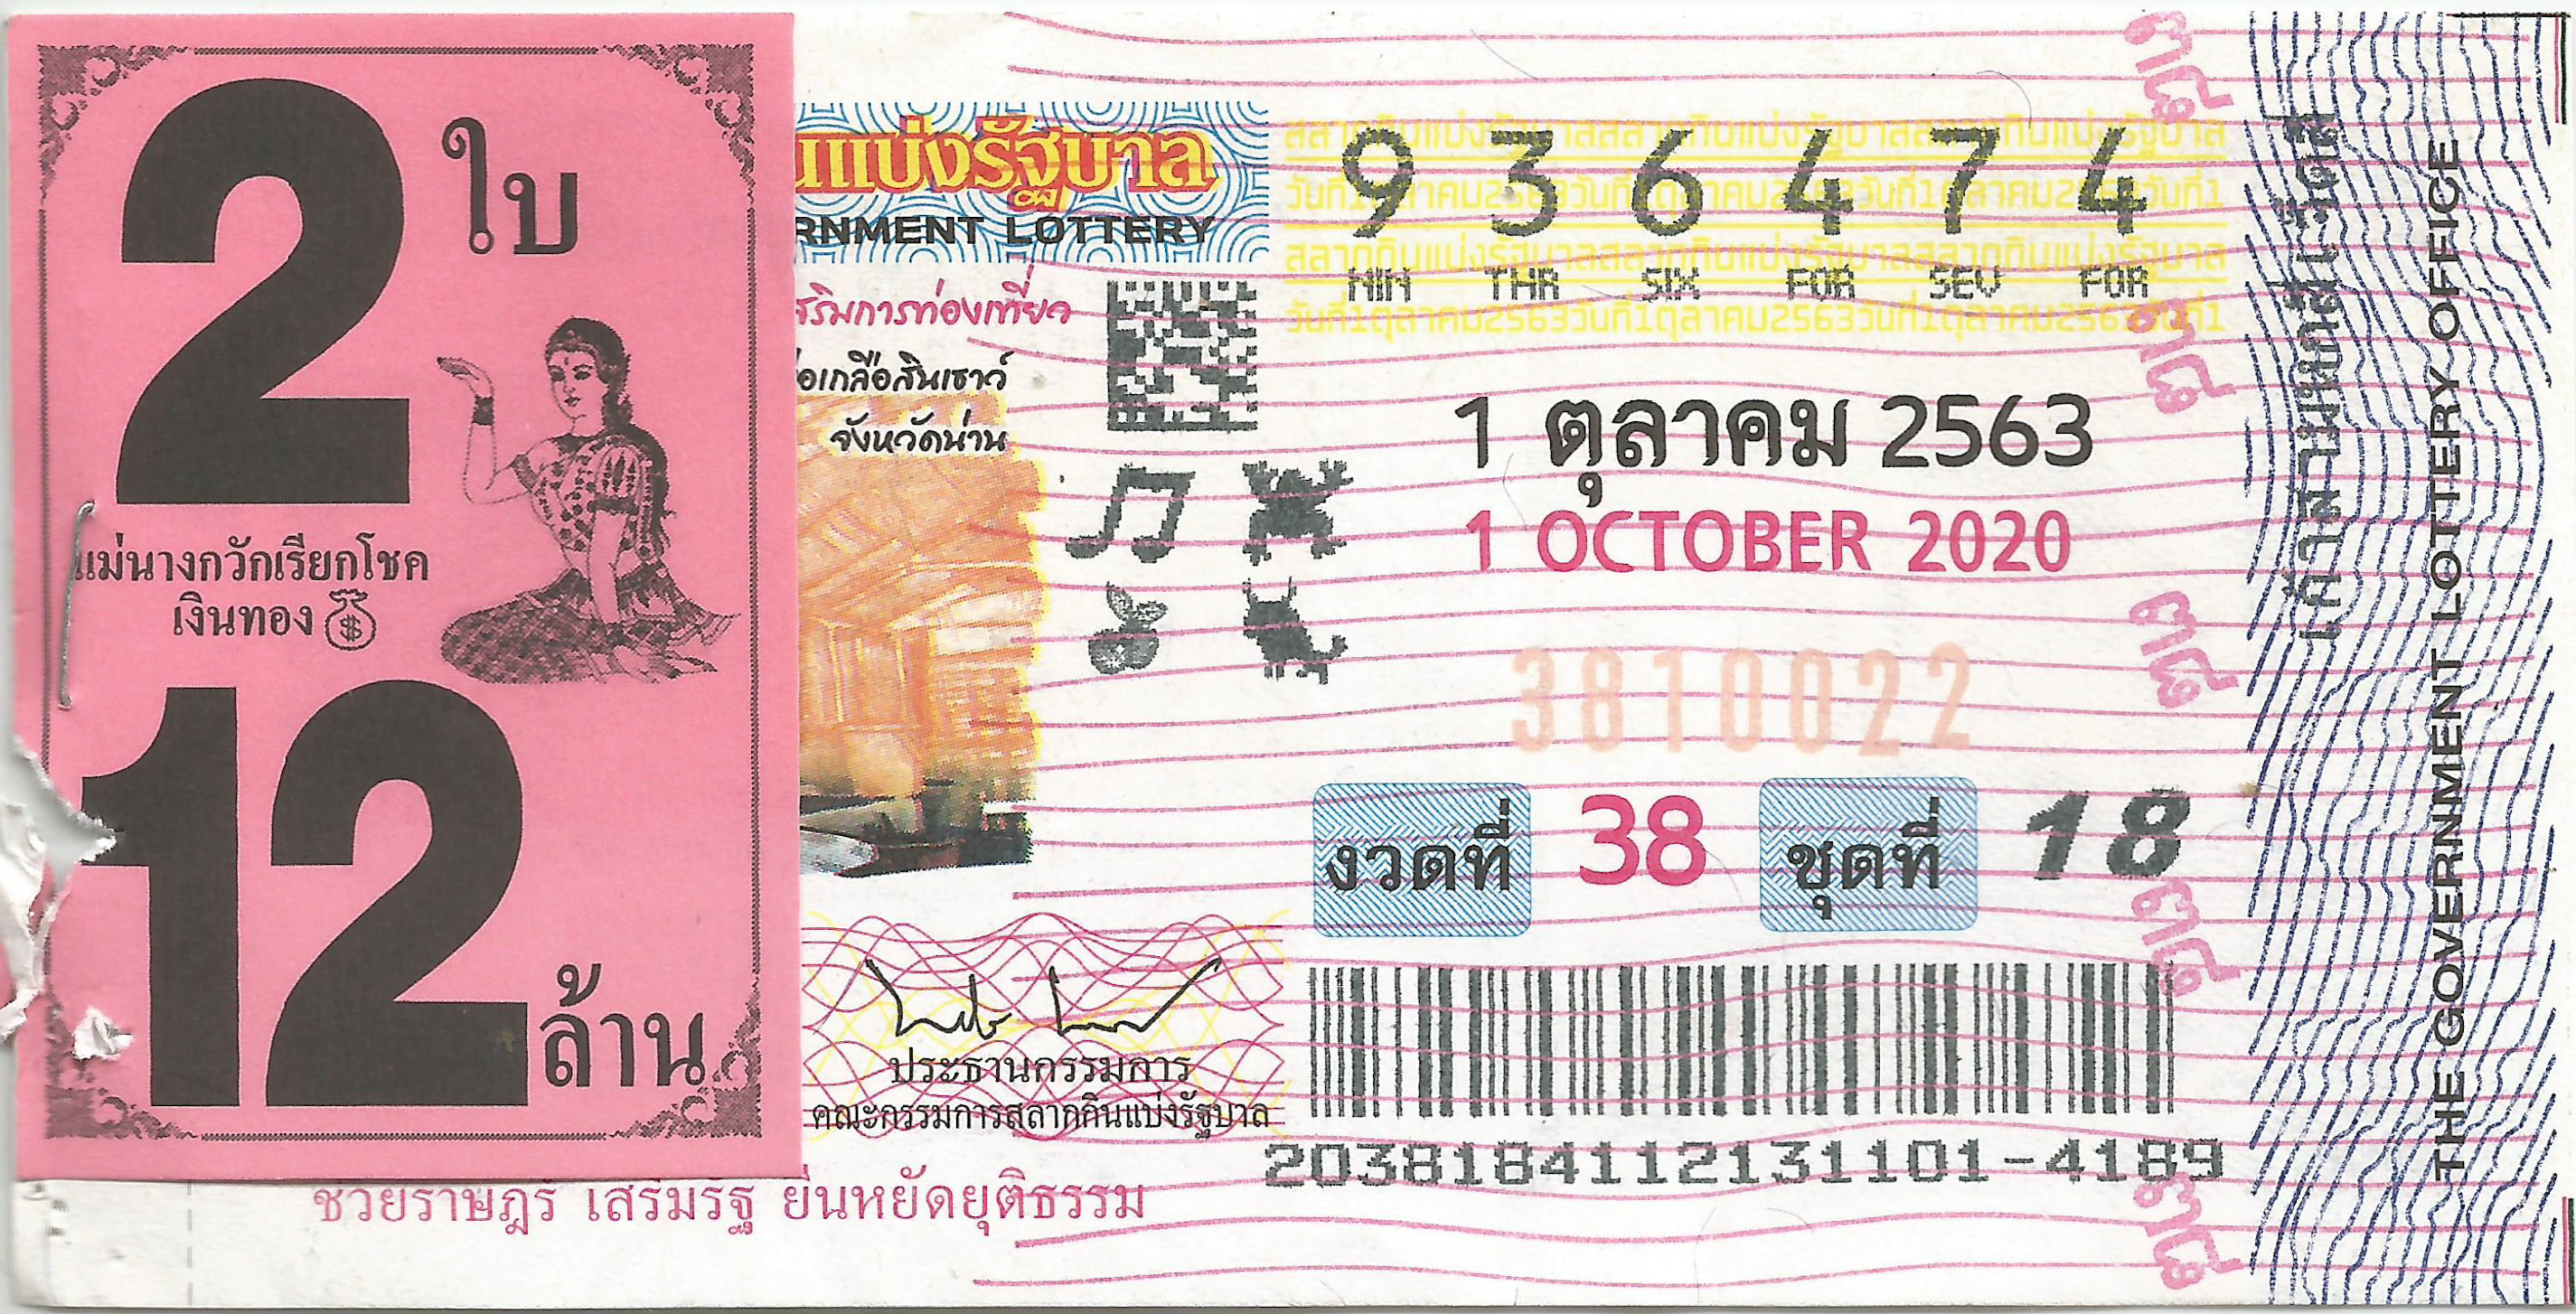 2 ใบ
แม่นางกวักเรียกโชค
เงินทอง $
12 ล้าน
นแบ่งรัฐบาล
RNMENT LOTTERY
สริมการท่องเที่ยว
อเกลือสินเธาว์
จังหวัดน่าน
ประธานกรรมการ
คณะกรรมการสลากกินแบ่งรัฐบาล
ช่วยราษฎร์ เสริมรัฐ ยืนหยัดยุติธรรม
9 3 6 4 7 4
NIN THR SIX FOR SEV FOR
สลากกินแบ่งรัฐบาลสลากกินแบ่งรัฐบาลสลากกินแบ่งรัฐบาล
วันที่1ตุลาคม2563วันที่1ตุลาคม2563วันที่1ตุลาคม2563วันที่1
สลากกินแบ่งรัฐบาลสลากกินแบ่งรัฐบาลสลากกินแบ่งรัฐบาล
วันที่1ตุลาคม2563วันที่1ตุลาคม2563วันที่1ตุลาคม2563วันที่1
1 ตุลาคม 2563
1 OCTOBER 2020
3810022
งวดที่ 38 ชุดที่ 18
2038184112131101-4189
เก้าสามหกสี่เจ็ดสี่
THE GOVERNMENT LOTTERY OFFICE